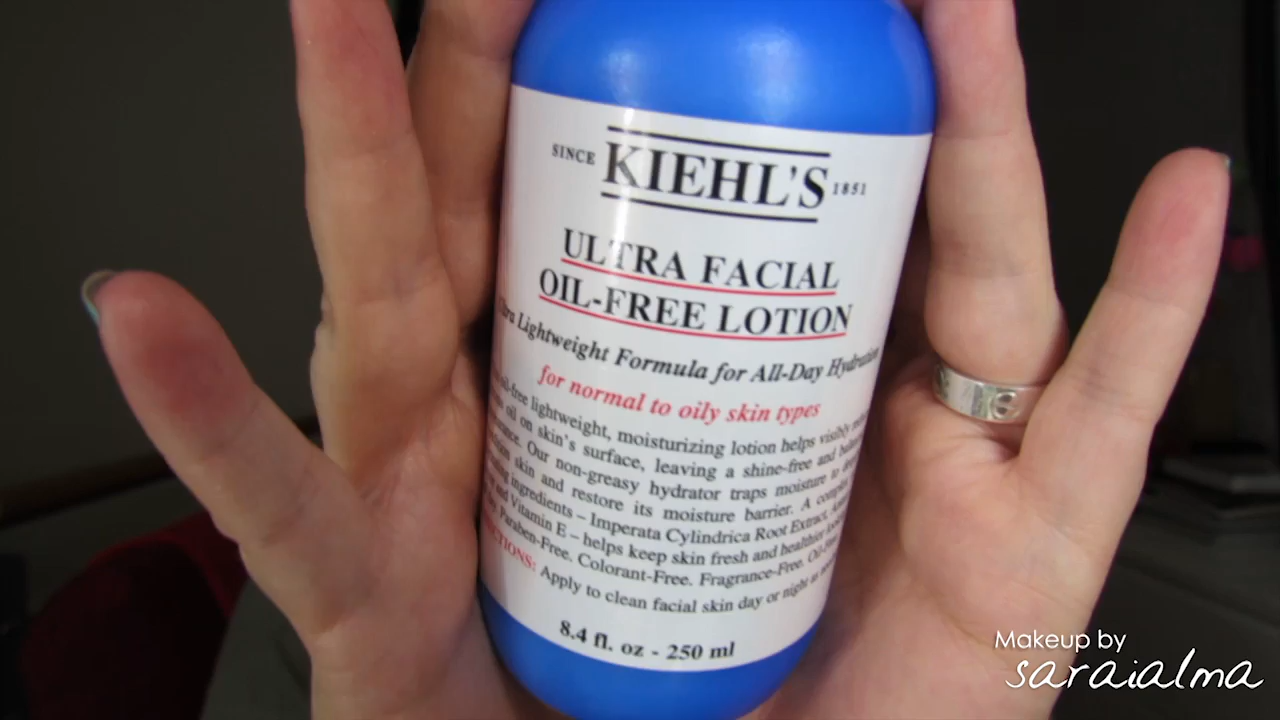 SINCE KIEHL'S 1851
ULTRA FACIAL
OIL-FREE LOTION
Lightweight Formula for All-Day Hydration
for normal to oily skin types
oil-free lightweight, moisturizing lotion helps visibly
oil on skin's surface, leaving a shine-free and
Our non-greasy hydrator traps moisture to
skin and restore its moisture barrier. A
ingredients – Imperata Cylindrica Root Extract,
and Vitamin E – helps keep skin fresh and healthier
Paraben-Free. Colorant-Free. Fragrance-Free.
Apply to clean facial skin day or night
8.4 fl. oz - 250 ml
Makeup by
saraialma